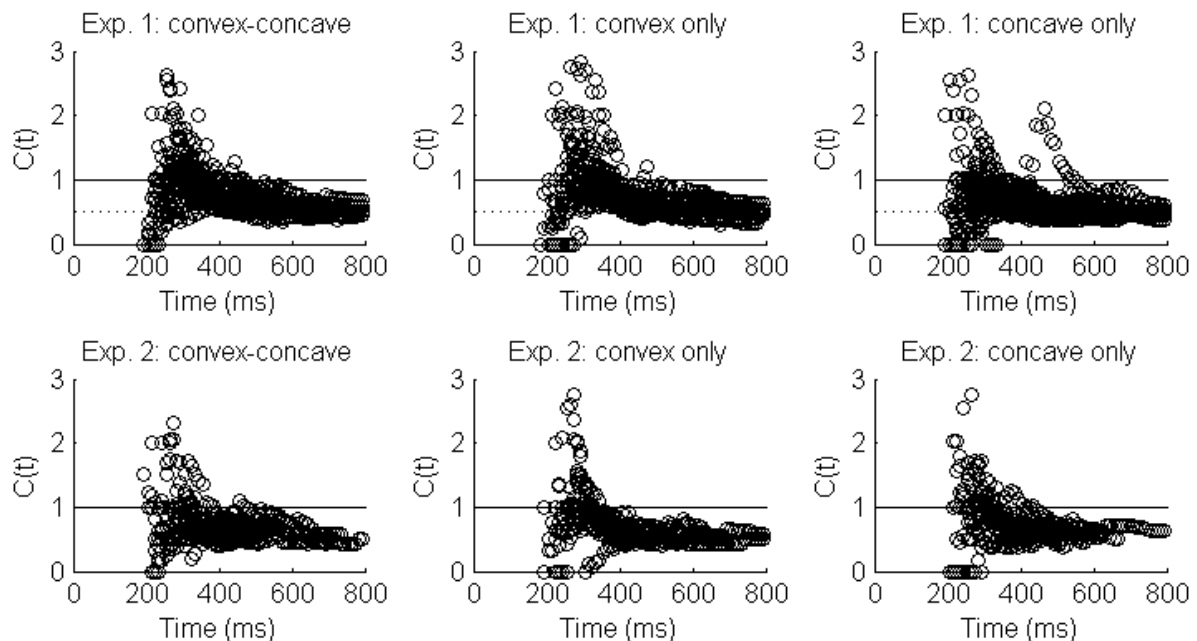 Exp. 1: convex-concave
Exp. 1: convex only
Exp. 1: concave only
3
2
1
0
C(t)
0 200 400 600 800
Time (ms)
3
2
1
0
C(t)
0 200 400 600 800
Time (ms)
3
2
1
0
C(t)
0 200 400 600 800
Time (ms)
Exp. 2: convex-concave
Exp. 2: convex only
Exp. 2: concave only
3
2
1
0
C(t)
0 200 400 600 800
Time (ms)
3
2
1
0
C(t)
0 200 400 600 800
Time (ms)
3
2
1
0
C(t)
0 200 400 600 800
Time (ms)